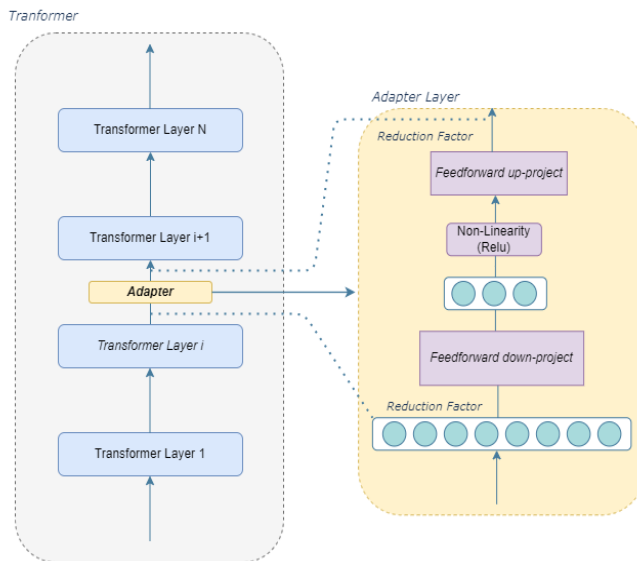 Tranformer
Transformer Layer N
Transformer Layer i+1
Adapter
Transformer Layer i
Transformer Layer 1
Adapter Layer
Reduction Factor
Feedforward up-project
Non-Linearity
(Relu)
Feedforward down-project
Reduction Factor